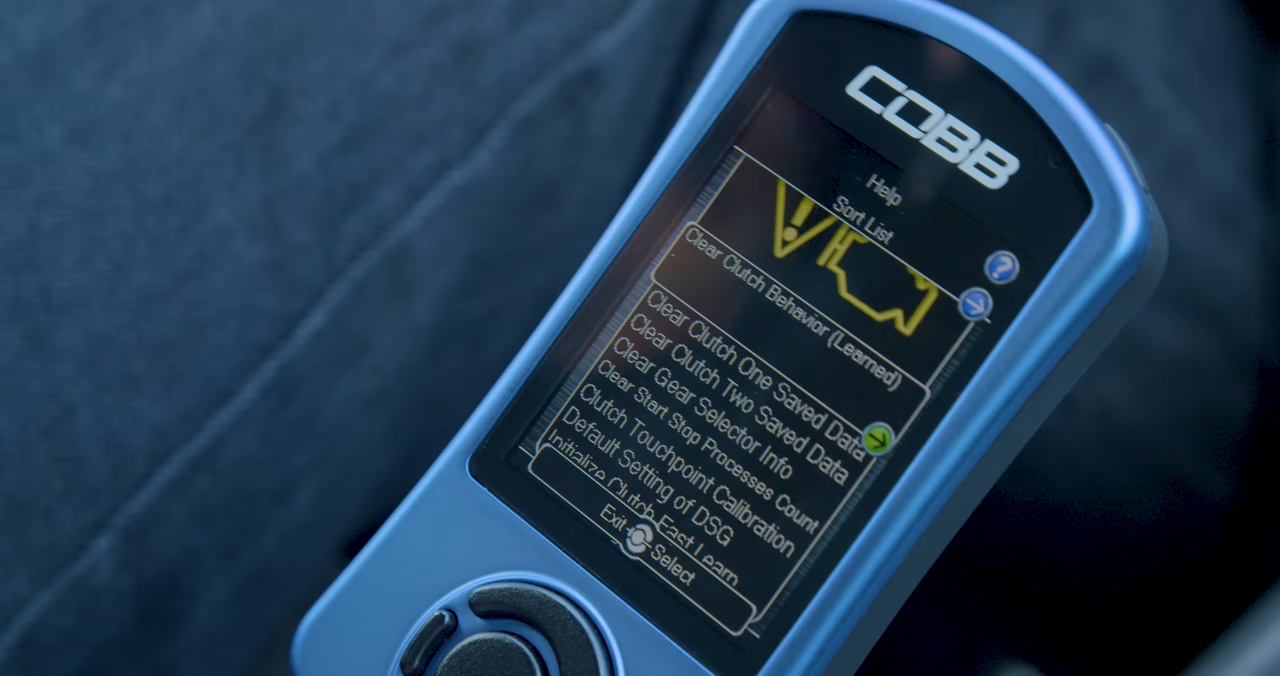 COBB
Help
Sort List
Clear Clutch Behavior (Learned)
Clear Clutch One Saved Data
Clear Clutch Two Saved Data
Clear Gear Selector Info
Clear Start Stop Processes Count
Clutch Touchpoint Calibration
Default Setting of DSG
Initialize Clutch Fast Learn
Exit Select